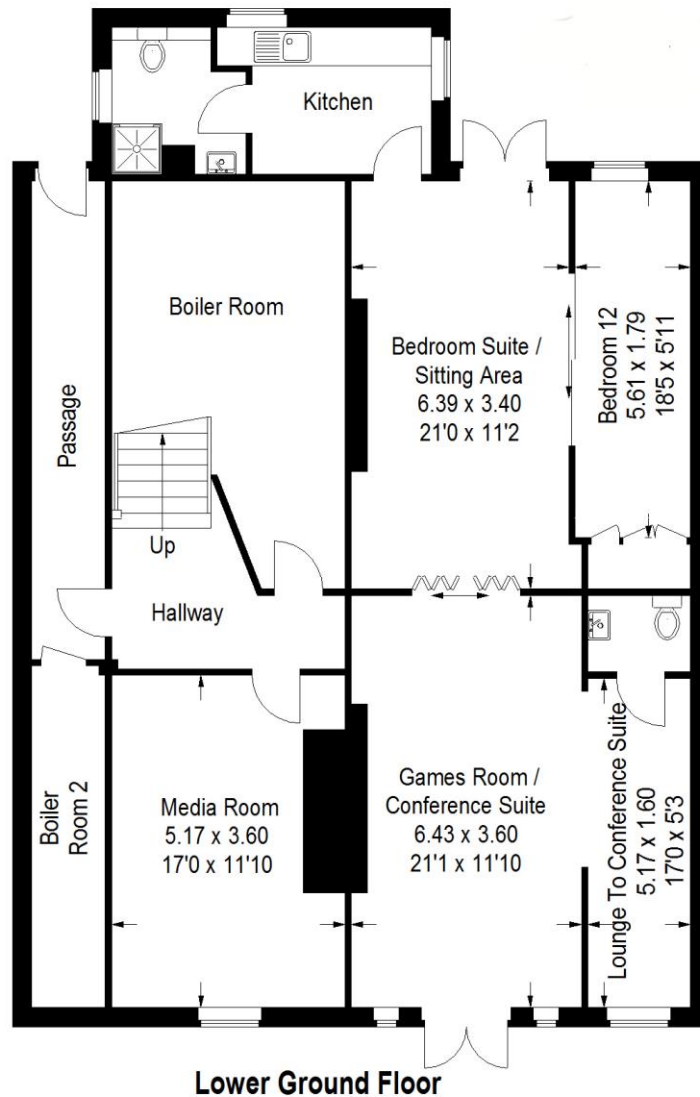 Kitchen
Boiler Room
Bedroom Suite /
Sitting Area
6.39 x 3.40
21'0 x 11'2
Bedroom 12
5.61 x 1.79
18'5 x 5'11
Passage
Up
Hallway
Boiler
Room 2
Media Room
5.17 x 3.60
17'0 x 11'10
Games Room /
Conference Suite
6.43 x 3.60
21'1 x 11'10
Lounge To Conference Suite
5.17 x 1.60
17'0 x 5'3
Lower Ground Floor